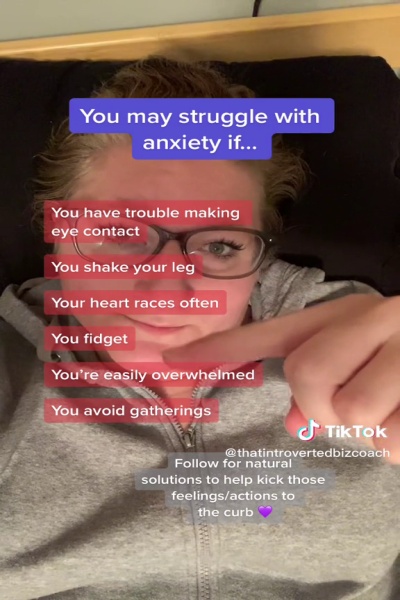 You may struggle with
anxiety if...
You have trouble making
eye contact
You shake your leg
Your heart races often
You fidget
You're easily overwhelmed
You avoid gatherings
TikTok
@thatintrovertedbizcoach
Follow for natural
solutions to help kick those
feelings/actions to
the curb 💜